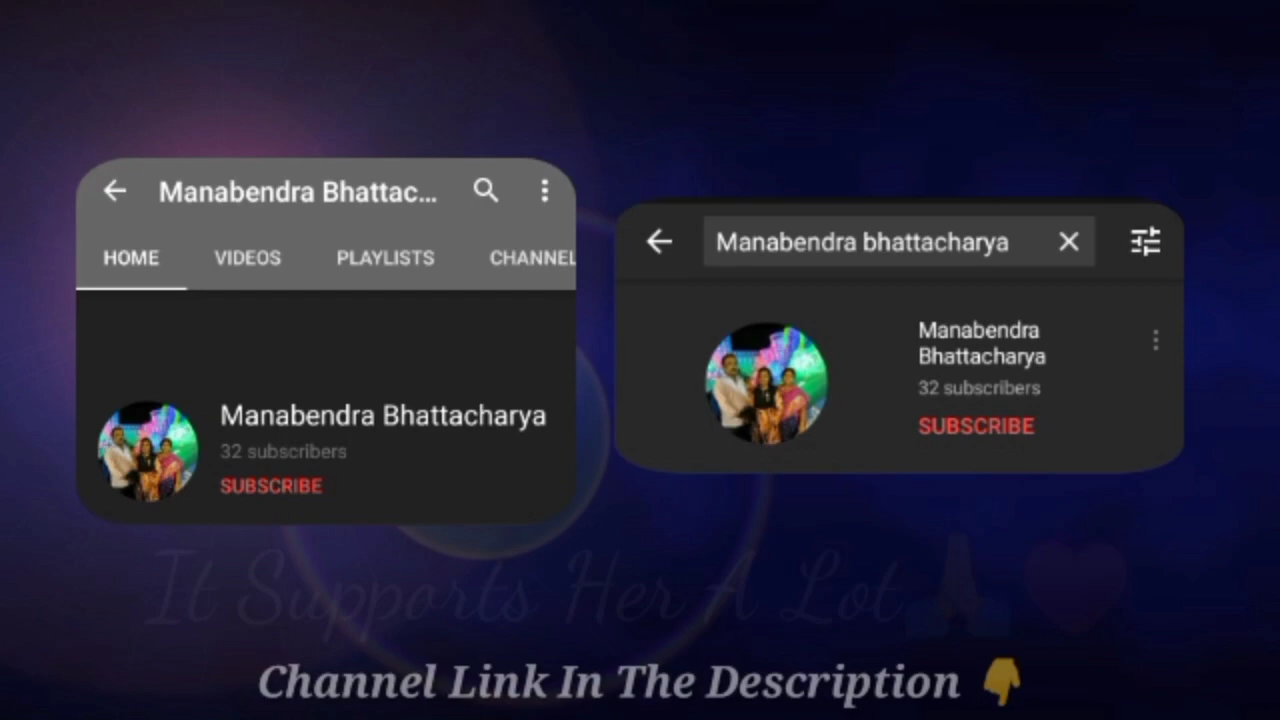 Manabendra Bhattac...
HOME VIDEOS PLAYLISTS CHANNEL
Manabendra Bhattacharya
32 subscribers
SUBSCRIBE
Manabendra bhattacharya
Manabendra
Bhattacharya
32 subscribers
SUBSCRIBE
It Supports Her A Lot🙏❤
Channel Link In The Description 👇